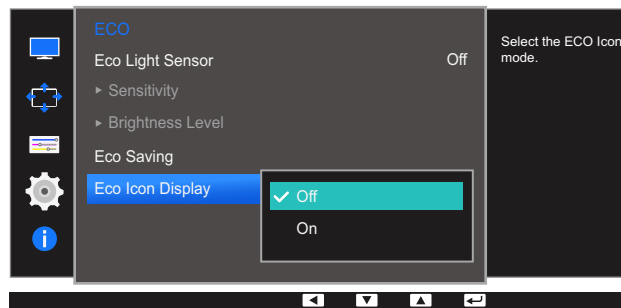 ECO
Eco Light Sensor Off
▸ Sensitivity
▸ Brightness Level
Eco Saving
Eco Icon Display
Off
On
Select the ECO Icon
mode.